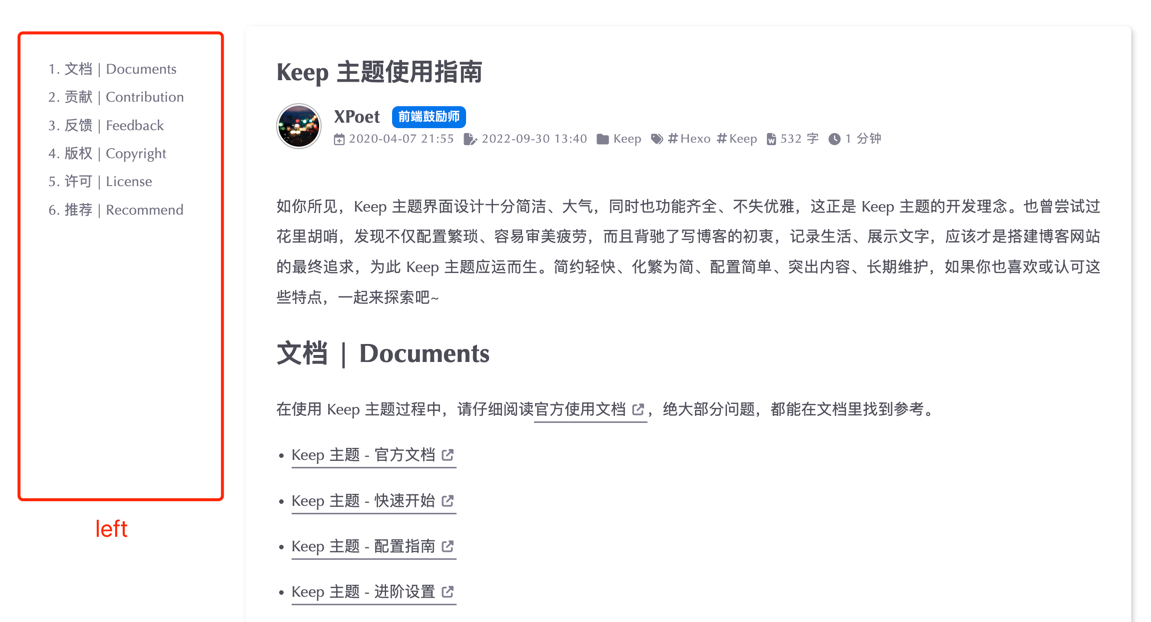 1. 文档 | Documents
2. 贡献 | Contribution
3. 反馈 | Feedback
4. 版权 | Copyright
5. 许可 | License
6. 推荐 | Recommend
left
Keep 主题使用指南
XPoet 前端鼓励师
2020-04-07 21:55 2022-09-30 13:40 Keep #Hexo #Keep 532 字 1 分钟
如你所见，Keep 主题界面设计十分简洁、大气，同时也功能齐全、不失优雅，这正是 Keep 主题的开发理念。也曾尝试过
花里胡哨，发现不仅配置繁琐、容易审美疲劳，而且背驰了写博客的初衷，记录生活、展示文字，应该才是搭建博客网站
的最终追求，为此 Keep 主题应运而生。简约轻快、化繁为简、配置简单、突出内容、长期维护，如果你也喜欢或认可这
些特点，一起来探索吧~
文档 | Documents
在使用 Keep 主题过程中，请仔细阅读官方使用文档，绝大部分问题，都能在文档里找到参考。
• Keep 主题 - 官方文档
• Keep 主题 - 快速开始
• Keep 主题 - 配置指南
• Keep 主题 - 进阶设置